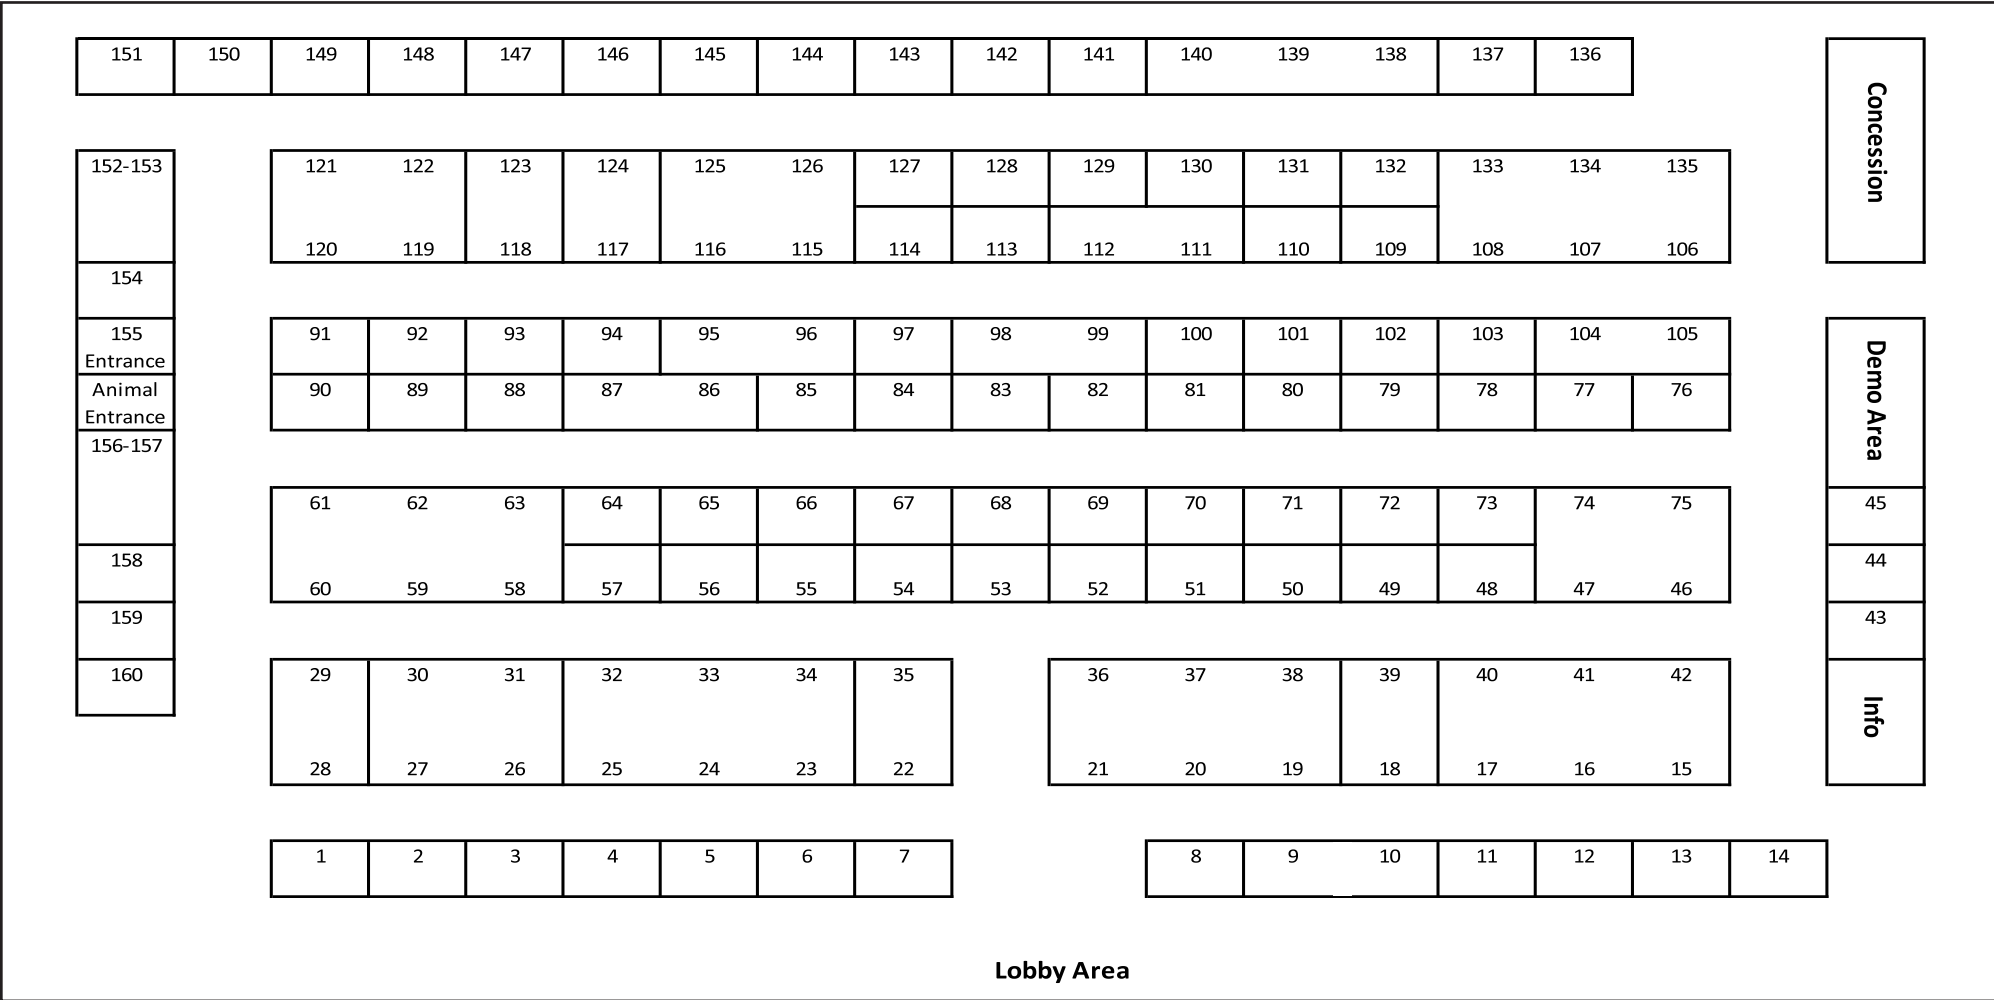 151 150 149 148 147 146 145 144 143 142 141 140 139 138 137 136
Concession
152-153 121 122 123 124 125 126 127 128 129 130 131 132 133 134 135
120 119 118 117 116 115 114 113 112 111 110 109 108 107 106
154
155 91 92 93 94 95 96 97 98 99 100 101 102 103 104 105
Entrance
Demo Area
Animal 90 89 88 87 86 85 84 83 82 81 80 79 78 77 76
Entrance
156-157
61 62 63 64 65 66 67 68 69 70 71 72 73 74 75 45
158 44
60 59 58 57 56 55 54 53 52 51 50 49 48 47 46
159 43
160 29 30 31 32 33 34 35 36 37 38 39 40 41 42
Info
28 27 26 25 24 23 22 21 20 19 18 17 16 15
1 2 3 4 5 6 7 8 9 10 11 12 13 14
Lobby Area